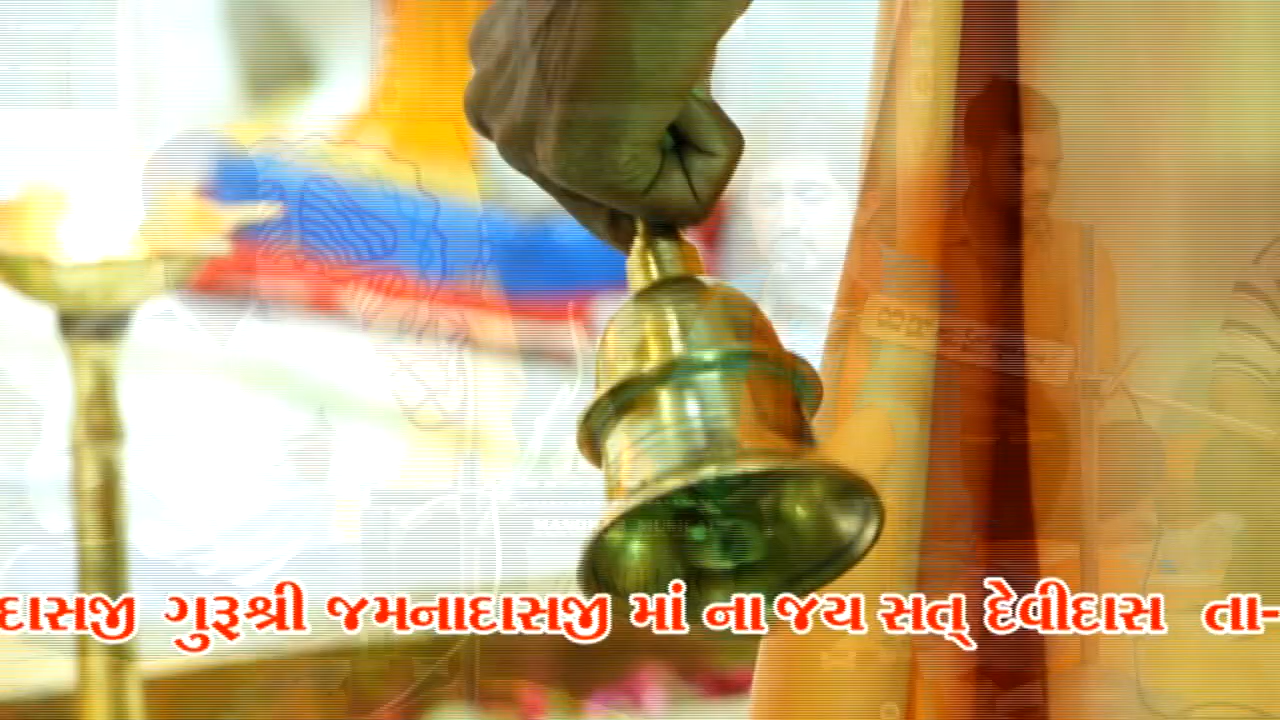 દાસજી ગુરૂશ્રી જમનાદાસજી માં ના જય સત્ દેવીદાસ તા-